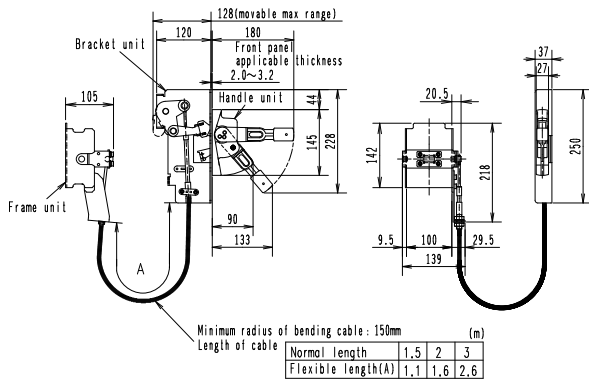 128(movable max range)
120
180
Bracket unit
Front panel
applicable thickness
2.0～3.2
Handle unit
105
44
145
228
Frame unit
90
133
A
37
27
20.5
142
218
250
9.5
100
29.5
139
Minimum radius of bending cable : 150mm
Length of cable
(m)
Normal length 1.5 2 3
Flexible length(A) 1.1 1.6 2.6